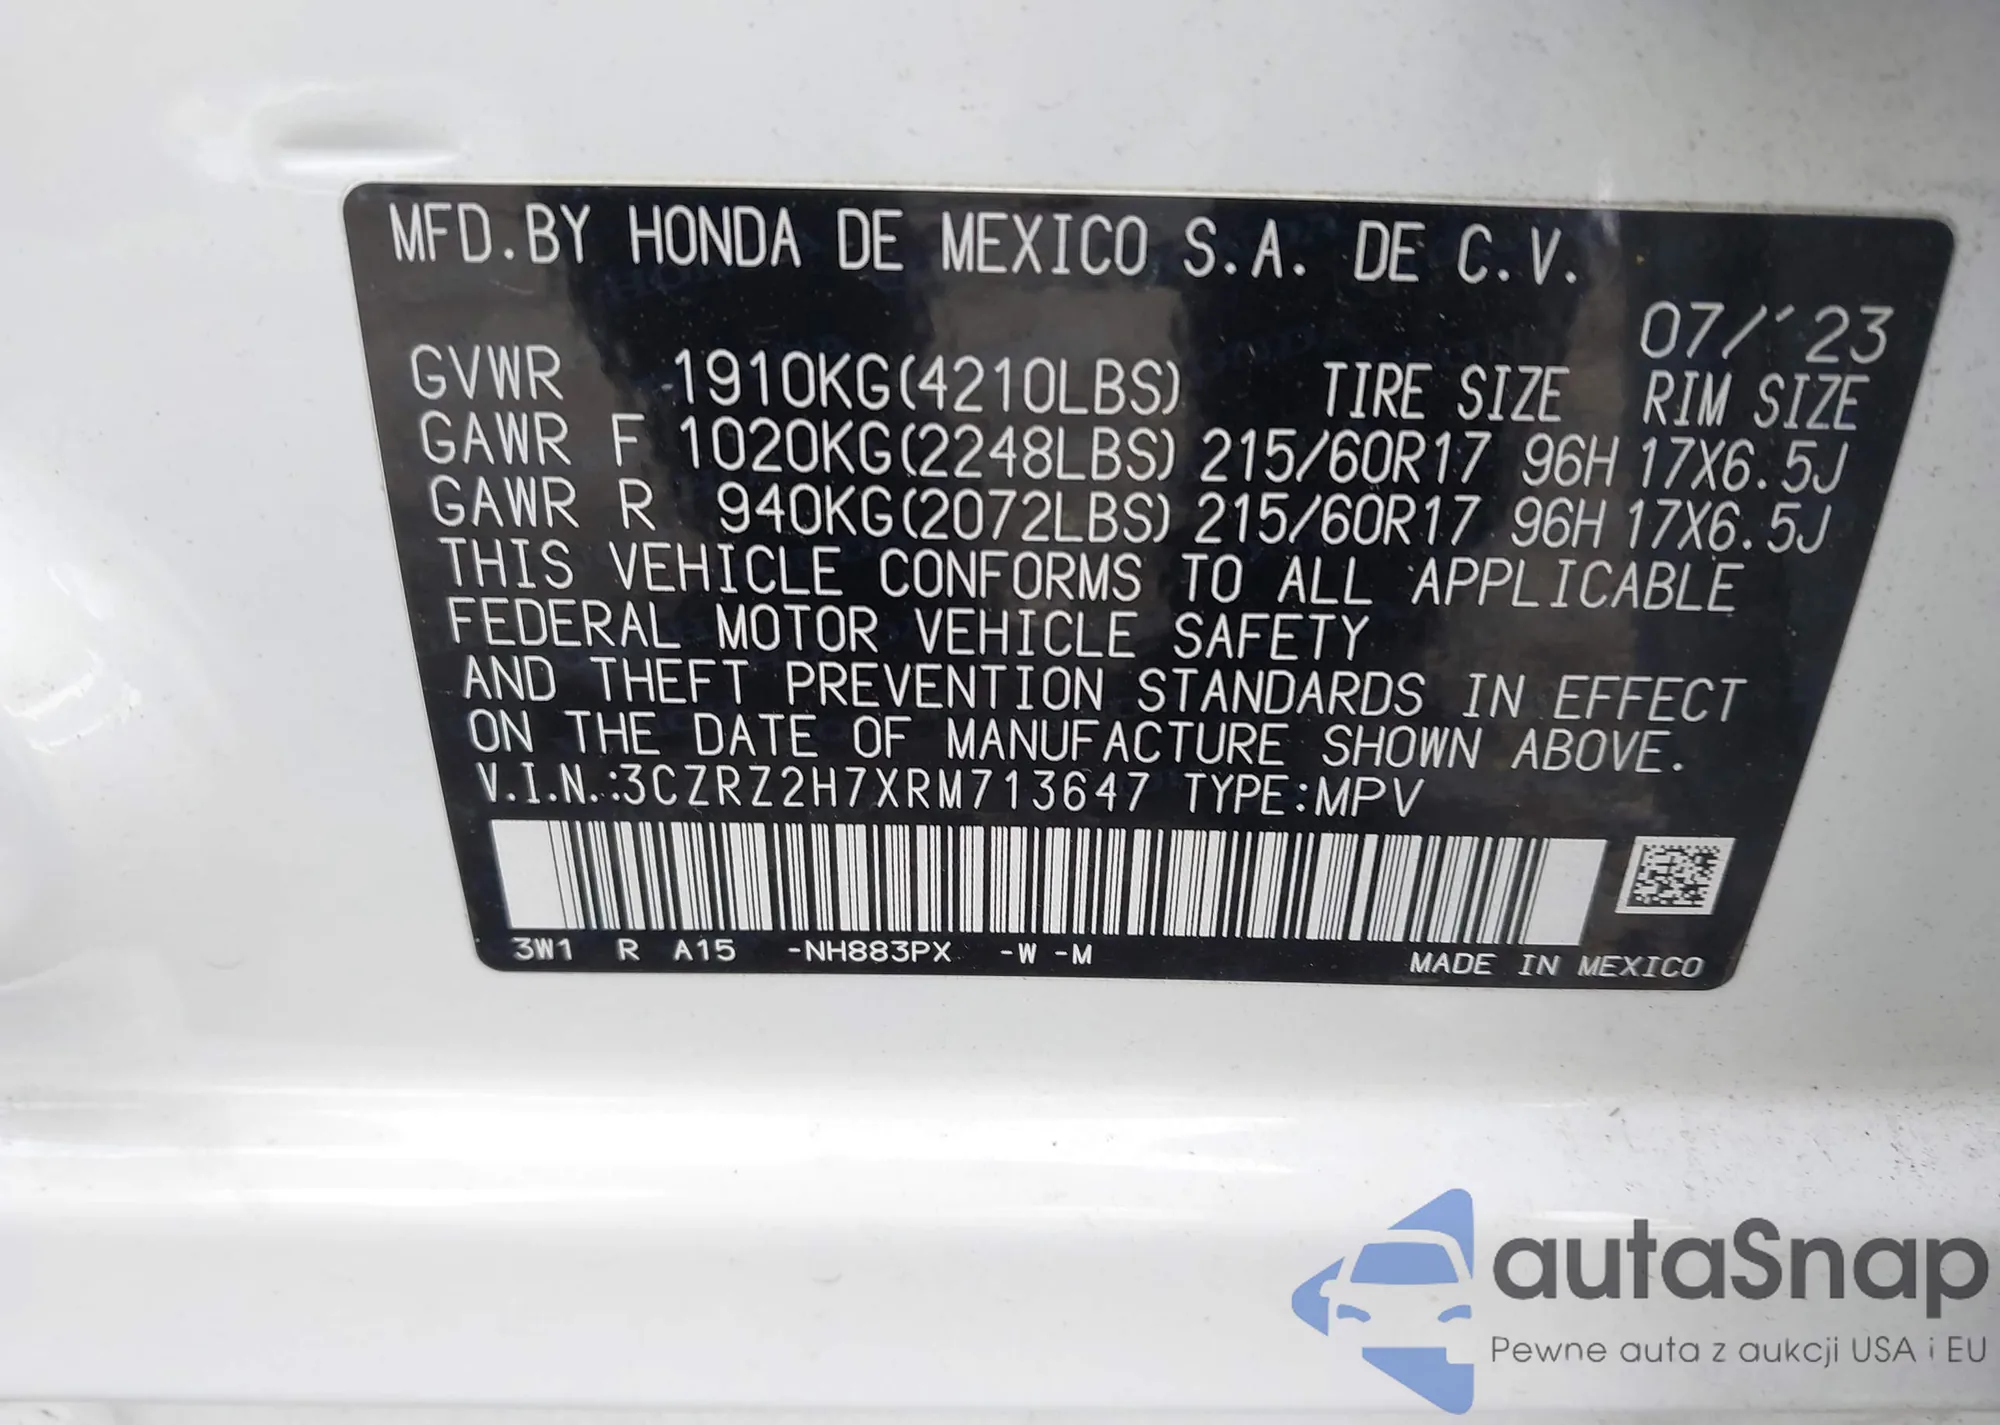 MFD.BY HONDA DE MEXICO S.A. DE C.V.
07/'23
GVWR 1910KG(4210LBS) TIRE SIZE RIM SIZE
GAWR F 1020KG(2248LBS) 215/60R17 96H 17X6.5J
GAWR R 940KG(2072LBS) 215/60R17 96H 17X6.5J
THIS VEHICLE CONFORMS TO ALL APPLICABLE
FEDERAL MOTOR VEHICLE SAFETY
AND THEFT PREVENTION STANDARDS IN EFFECT
ON THE DATE OF MANUFACTURE SHOWN ABOVE.
V.I.N.:3CZRZ2H7XRM713647 TYPE:MPV
3W1 R A15 -NH883PX -W -M MADE IN MEXICO
autaSnap
Pewne auta z aukcji USA i EU